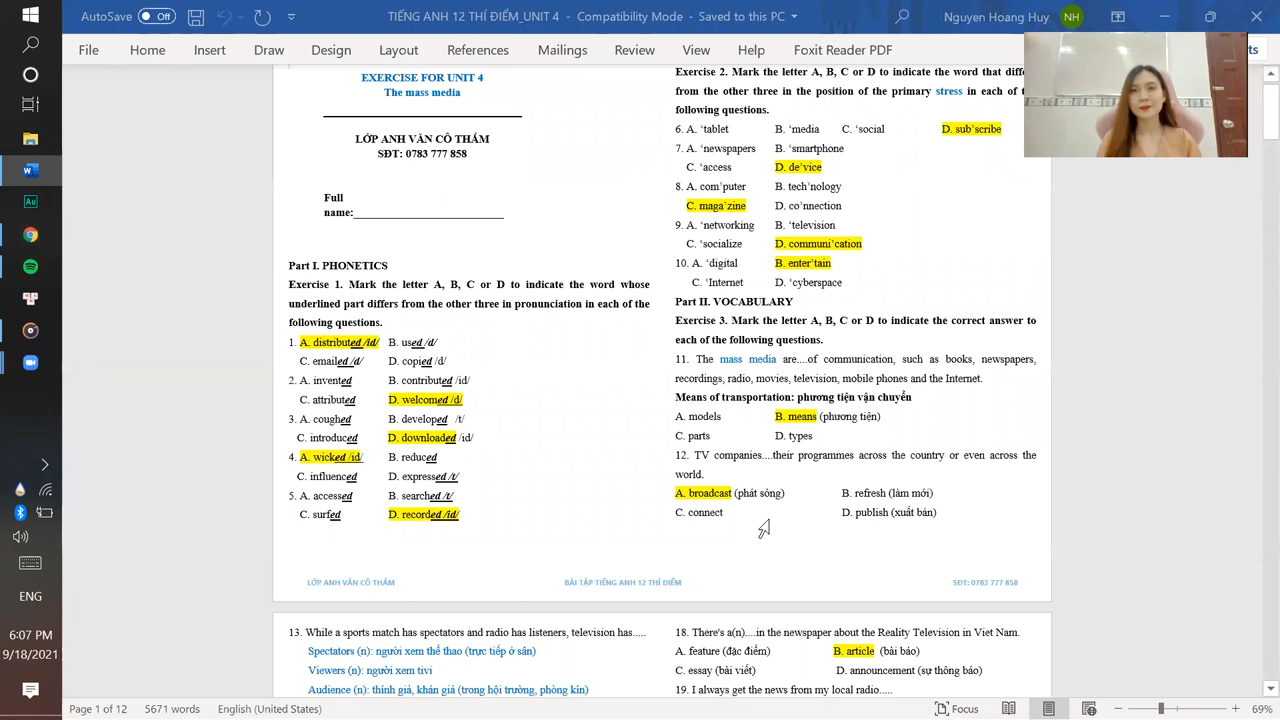 AutoSave Off TIẾNG ANH 12 THÍ ĐIỂM_UNIT 4 - Compatibility Mode - Saved to this PC Nguyen Hoang NH
File Home Insert Draw Design Layout References Mailings Review View Help Foxit Reader PDF
EXERCISE FOR UNIT 4
The mass media
LỚP ANH VĂN CÔ THẮM
SĐT: 0783 777 858
Full
name:
Part I. PHONETICS
Exercise 1. Mark the letter A, B, C or D to indicate the word whose
underlined part differs from the other three in pronunciation in each of the
following questions.
1. A. distributed /id/ B. used /d/
C. emailed /d/ D. copied /d/
2. A. invented B. contributed /id/
C. attributed D. welcomed /d/
3. A. coughed B. developed /t/
C. introduced D. downloaded /id/
4. A. wicked /id/ B. reduced
C. influenced D. expressed /t/
5. A. accessed B. searched /t/
C. surfed D. recorded /id/
Exercise 2. Mark the letter A, B, C or D to indicate the word that
from the other three in the position of the primary stress in each of
following questions.
6. A. ‘tablet B. ‘media C. ‘social D. sub’scribe
7. A. ‘newspapers B. ‘smartphone
C. ‘access D. de’vice
8. A. com’puter B. tech’nology
C. maga’zine D. co’nnection
9. A. ‘networking B. ‘television
C. ‘socialize D. communi’cation
10. A. ‘digital B. enter’tain
C. ‘Internet D. ‘cyberspace
Part II. VOCABULARY
Exercise 3. Mark the letter A, B, C or D to indicate the correct answer to
each of the following questions.
11. The mass media are....of communication, such as books, newspapers,
recordings, radio, movies, television, mobile phones and the Internet.
Means of transportation: phương tiện vận chuyển
A. models B. means (phương tiện)
C. parts D. types
12. TV companies....their programmes across the country or even across the
world.
A. broadcast (phát sóng) B. refresh (làm mới)
C. connect D. publish (xuất bản)
LỚP ANH VĂN CÔ THẮM BÀI TẬP TIẾNG ANH 12 THÍ ĐIỂM SĐT: 0783 777 858
13. While a sports match has spectators and radio has listeners, television has.....
Spectators (n): người xem thể thao (trực tiếp ở sân)
Viewers (n): người xem tivi
Audience (n): thính giả, khán giả (trong hội trường, phòng kín)
18. There's a(n)....in the newspaper about the Reality Television in Viet Nam.
A. feature (đặc điểm) B. article (bài báo)
C. essay (bài viết) D. announcement (sự thông báo)
19. I always get the news from my local radio.....
ENG
6:07 PM
9/18/2021
Page 1 of 12 5671 words English (United States) Focus 69%